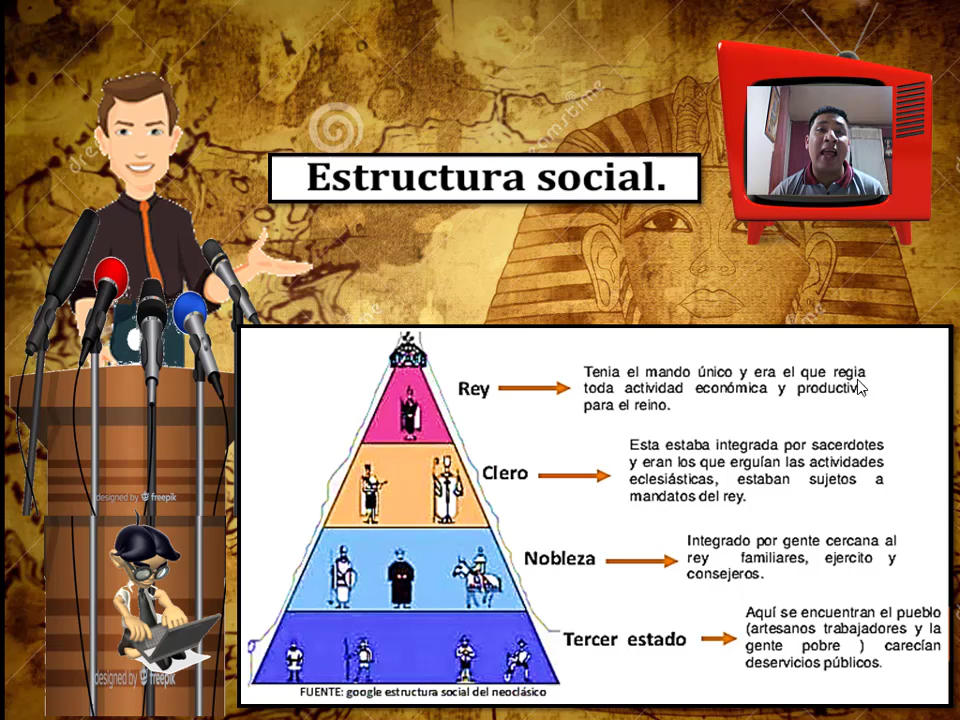 Estructura social.
Rey
Tenia el mando único y era el que regia
toda actividad económica y productiva
para el reino.
Clero
Esta estaba integrada por sacerdotes
y eran los que erguían las actividades
eclesiásticas, estaban sujetos a
mandatos del rey.
Nobleza
Integrado por gente cercana al
rey familiares, ejercito y
consejeros.
Tercer estado
Aquí se encuentran el pueblo
(artesanos trabajadores y la
gente pobre ) carecían
deservicios públicos.
FUENTE: google estructura social del neoclásico
designed by freepik
designed by freepik